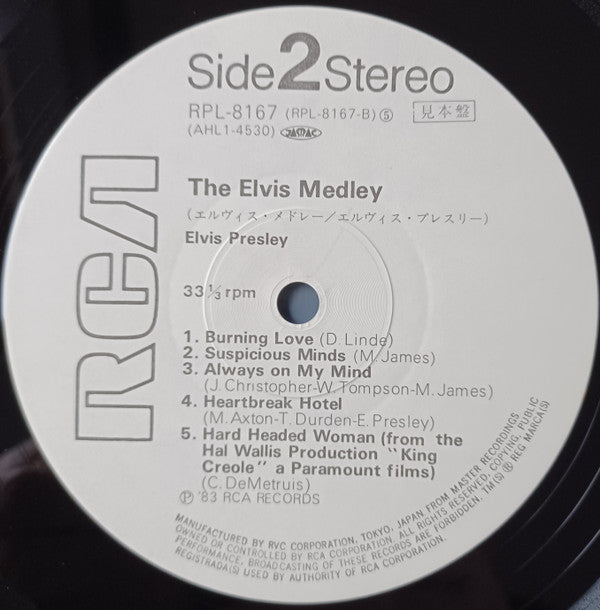 Side 2 Stereo
RPL-8167 (RPL-8167-B) ⑤ 見本盤
(AHL1-4530) JASRAC
RCA
The Elvis Medley
(エルヴィス・メドレー/エルヴィス・プレスリー)
Elvis Presley
33⅓ rpm
1. Burning Love (D. Linde)
2. Suspicious Minds (M. James)
3. Always on My Mind
(J. Christopher-W. Tompson-M. James)
4. Heartbreak Hotel
(M. Axton-T. Durden-E. Presley)
5. Hard Headed Woman (from the
Hal Wallis Production "King
Creole" a Paramount films)
(C. DeMetruis)
Ⓟ '83 RCA RECORDS
MANUFACTURED BY RVC CORPORATION, TOKYO, JAPAN FROM MASTER RECORDINGS
OWNED OR CONTROLLED BY RCA CORPORATION. ALL RIGHTS RESERVED, COPYING, PUBLIC
PERFORMANCE, BROADCASTING OF THESE RECORDS ARE FORBIDDEN. TM(S) ® REG MARCA(S)
REGISTRADA(S) USED BY AUTHORITY OF RCA CORPORATION.